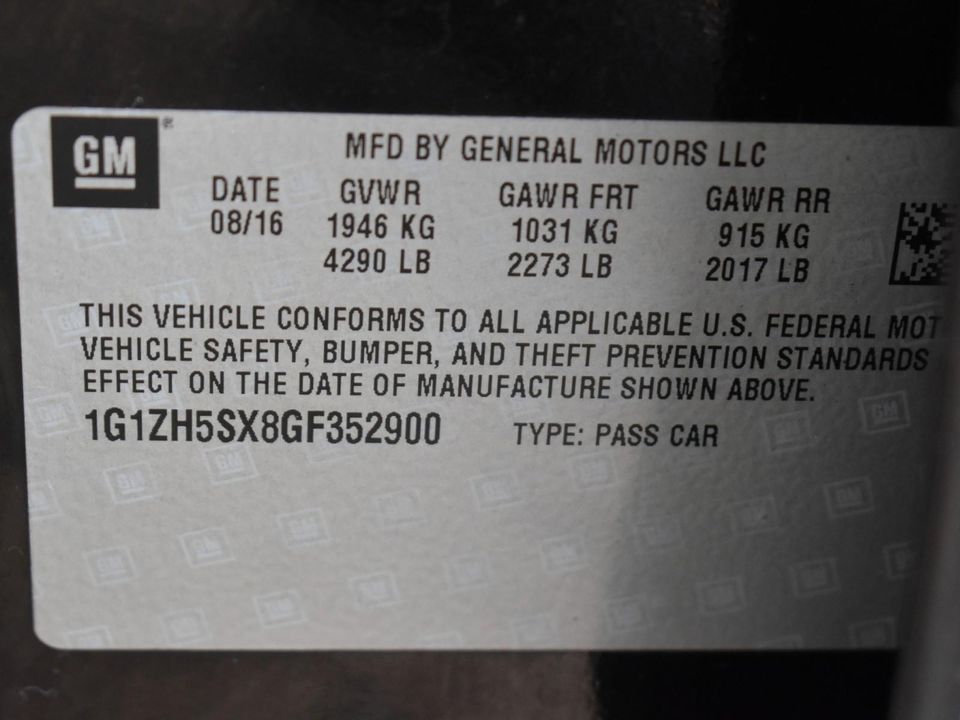 GM®
MFD BY GENERAL MOTORS LLC
DATE GVWR GAWR FRT GAWR RR
08/16 1946 KG 1031 KG 915 KG
4290 LB 2273 LB 2017 LB
THIS VEHICLE CONFORMS TO ALL APPLICABLE U.S. FEDERAL MOT
VEHICLE SAFETY, BUMPER, AND THEFT PREVENTION STANDARDS
EFFECT ON THE DATE OF MANUFACTURE SHOWN ABOVE.
1G1ZH5SX8GF352900 TYPE: PASS CAR